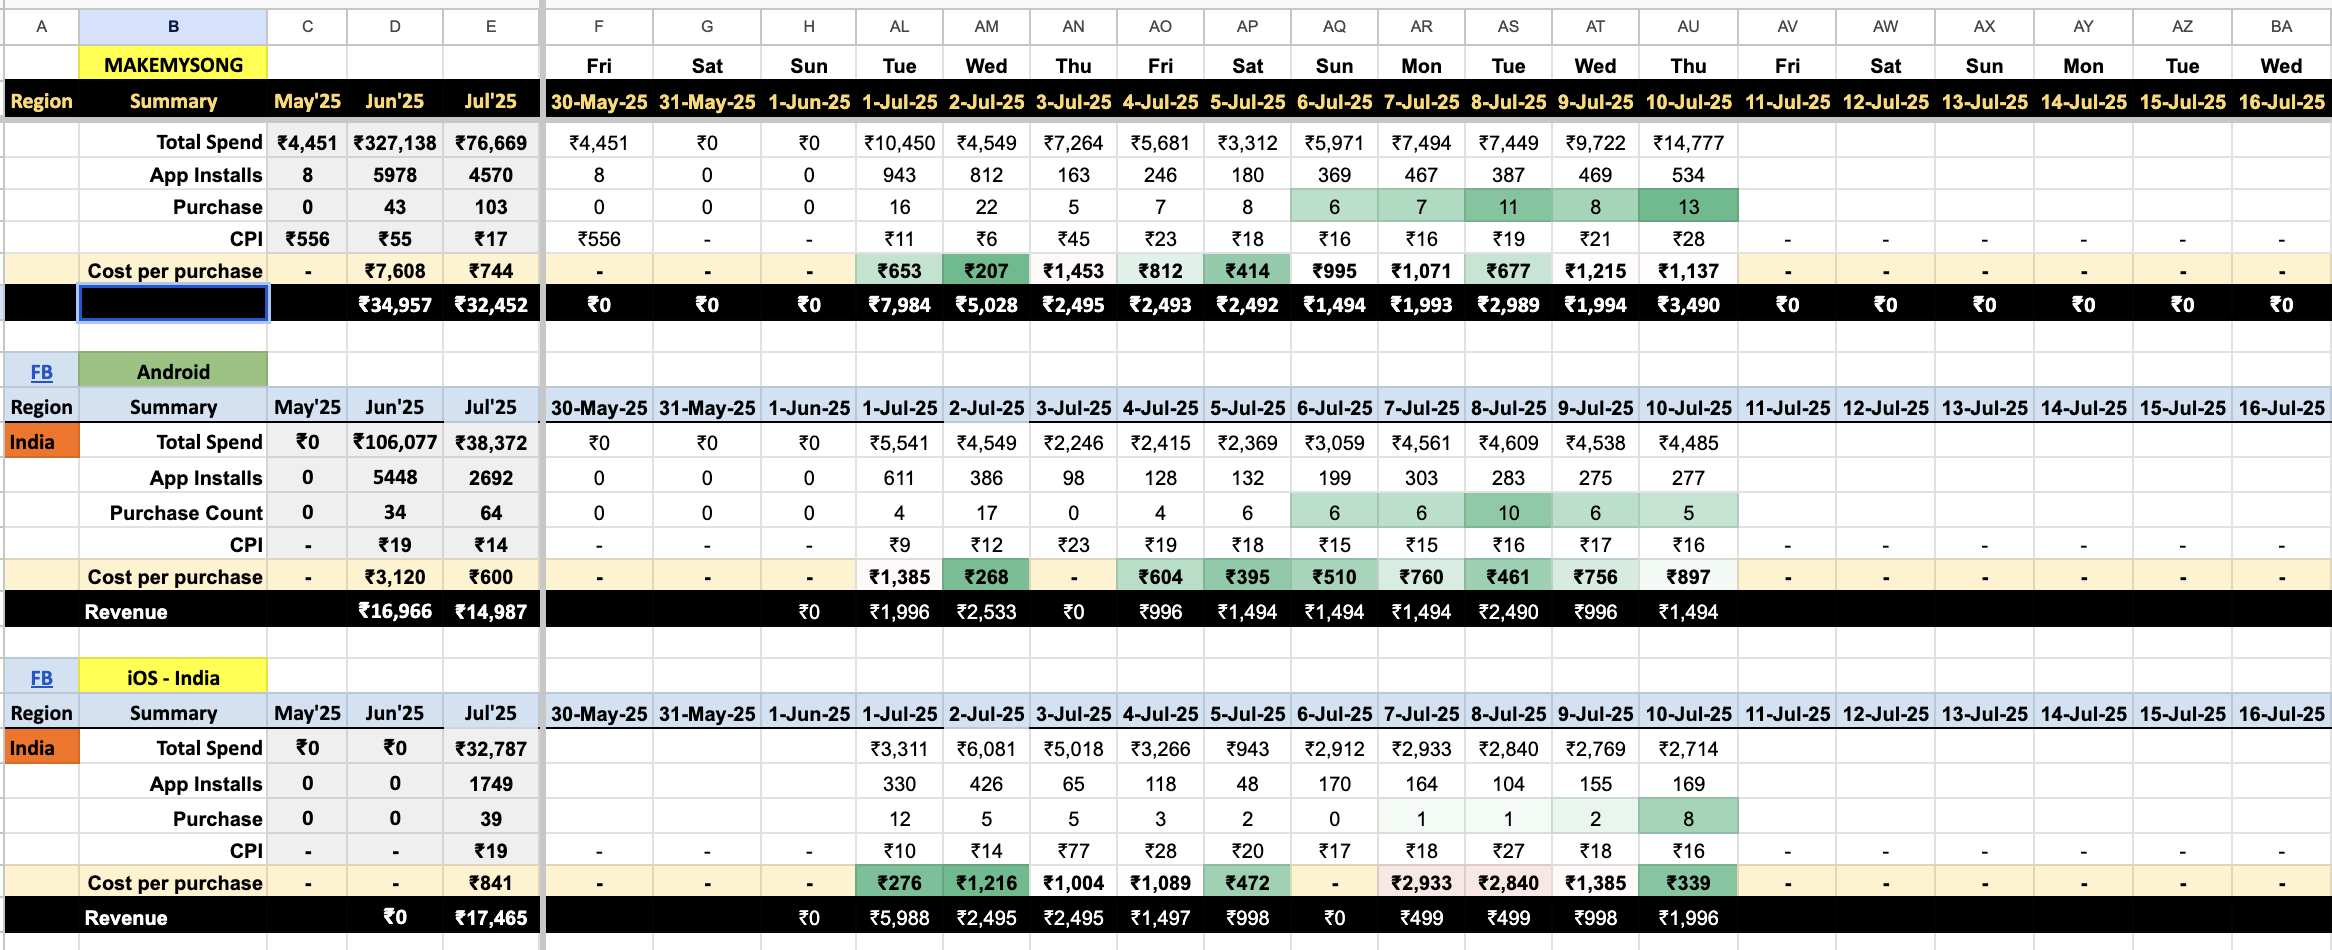 A B C D E F G H AL AM AN AO AP AQ AR AS AT AU AV AW AX AY AZ BA
MAKEMYSONG Fri Sat Sun Tue Wed Thu Fri Sat Sun Mon Tue Wed Thu Fri Sat Sun Mon Tue Wed
Region Summary May'25 Jun'25 Jul'25 30-May-25 31-May-25 1-Jun-25 1-Jul-25 2-Jul-25 3-Jul-25 4-Jul-25 5-Jul-25 6-Jul-25 7-Jul-25 8-Jul-25 9-Jul-25 10-Jul-25 11-Jul-25 12-Jul-25 13-Jul-25 14-Jul-25 15-Jul-25 16-Jul-25
Total Spend ₹4,451 ₹327,138 ₹76,669 ₹4,451 ₹0 ₹0 ₹10,450 ₹4,549 ₹7,264 ₹5,681 ₹3,312 ₹5,971 ₹7,494 ₹7,449 ₹9,722 ₹14,777
App Installs 8 5978 4570 8 0 0 943 812 163 246 180 369 467 387 469 534
Purchase 0 43 103 0 0 0 16 22 5 7 8 6 7 11 8 13
CPI ₹556 ₹55 ₹17 ₹556 - - ₹11 ₹6 ₹45 ₹23 ₹18 ₹16 ₹16 ₹19 ₹21 ₹28 - - - - - -
Cost per purchase - ₹7,608 ₹744 - - - ₹653 ₹207 ₹1,453 ₹812 ₹414 ₹995 ₹1,071 ₹677 ₹1,215 ₹1,137 - - - - - -
₹34,957 ₹32,452 ₹0 ₹0 ₹0 ₹7,984 ₹5,028 ₹2,495 ₹2,493 ₹2,492 ₹1,494 ₹1,993 ₹2,989 ₹1,994 ₹3,490 ₹0 ₹0 ₹0 ₹0 ₹0 ₹0
FB Android
Region Summary May'25 Jun'25 Jul'25 30-May-25 31-May-25 1-Jun-25 1-Jul-25 2-Jul-25 3-Jul-25 4-Jul-25 5-Jul-25 6-Jul-25 7-Jul-25 8-Jul-25 9-Jul-25 10-Jul-25 11-Jul-25 12-Jul-25 13-Jul-25 14-Jul-25 15-Jul-25 16-Jul-25
India Total Spend ₹0 ₹106,077 ₹38,372 ₹0 ₹0 ₹0 ₹5,541 ₹4,549 ₹2,246 ₹2,415 ₹2,369 ₹3,059 ₹4,561 ₹4,609 ₹4,538 ₹4,485
App Installs 0 5448 2692 0 0 0 611 386 98 128 132 199 303 283 275 277
Purchase Count 0 34 64 0 0 0 4 17 0 4 6 6 6 10 6 5
CPI - ₹19 ₹14 - - - ₹9 ₹12 ₹23 ₹19 ₹18 ₹15 ₹15 ₹16 ₹17 ₹16 - - - - - -
Cost per purchase - ₹3,120 ₹600 - - - ₹1,385 ₹268 - ₹604 ₹395 ₹510 ₹760 ₹461 ₹756 ₹897 - - - - - -
Revenue ₹16,966 ₹14,987 ₹0 ₹1,996 ₹2,533 ₹0 ₹996 ₹1,494 ₹1,494 ₹1,494 ₹2,490 ₹996 ₹1,494
FB iOS - India
Region Summary May'25 Jun'25 Jul'25 30-May-25 31-May-25 1-Jun-25 1-Jul-25 2-Jul-25 3-Jul-25 4-Jul-25 5-Jul-25 6-Jul-25 7-Jul-25 8-Jul-25 9-Jul-25 10-Jul-25 11-Jul-25 12-Jul-25 13-Jul-25 14-Jul-25 15-Jul-25 16-Jul-25
India Total Spend ₹0 ₹0 ₹32,787 ₹3,311 ₹6,081 ₹5,018 ₹3,266 ₹943 ₹2,912 ₹2,933 ₹2,840 ₹2,769 ₹2,714
App Installs 0 0 1749 330 426 65 118 48 170 164 104 155 169
Purchase 0 0 39 12 5 5 3 2 0 1 1 2 8
CPI - - ₹19 - - - ₹10 ₹14 ₹77 ₹28 ₹20 ₹17 ₹18 ₹27 ₹18 ₹16 - - - - - -
Cost per purchase - - ₹841 - - - ₹276 ₹1,216 ₹1,004 ₹1,089 ₹472 - ₹2,933 ₹2,840 ₹1,385 ₹339 - - - - - -
Revenue ₹0 ₹17,465 ₹0 ₹5,988 ₹2,495 ₹2,495 ₹1,497 ₹998 ₹0 ₹499 ₹499 ₹998 ₹1,996